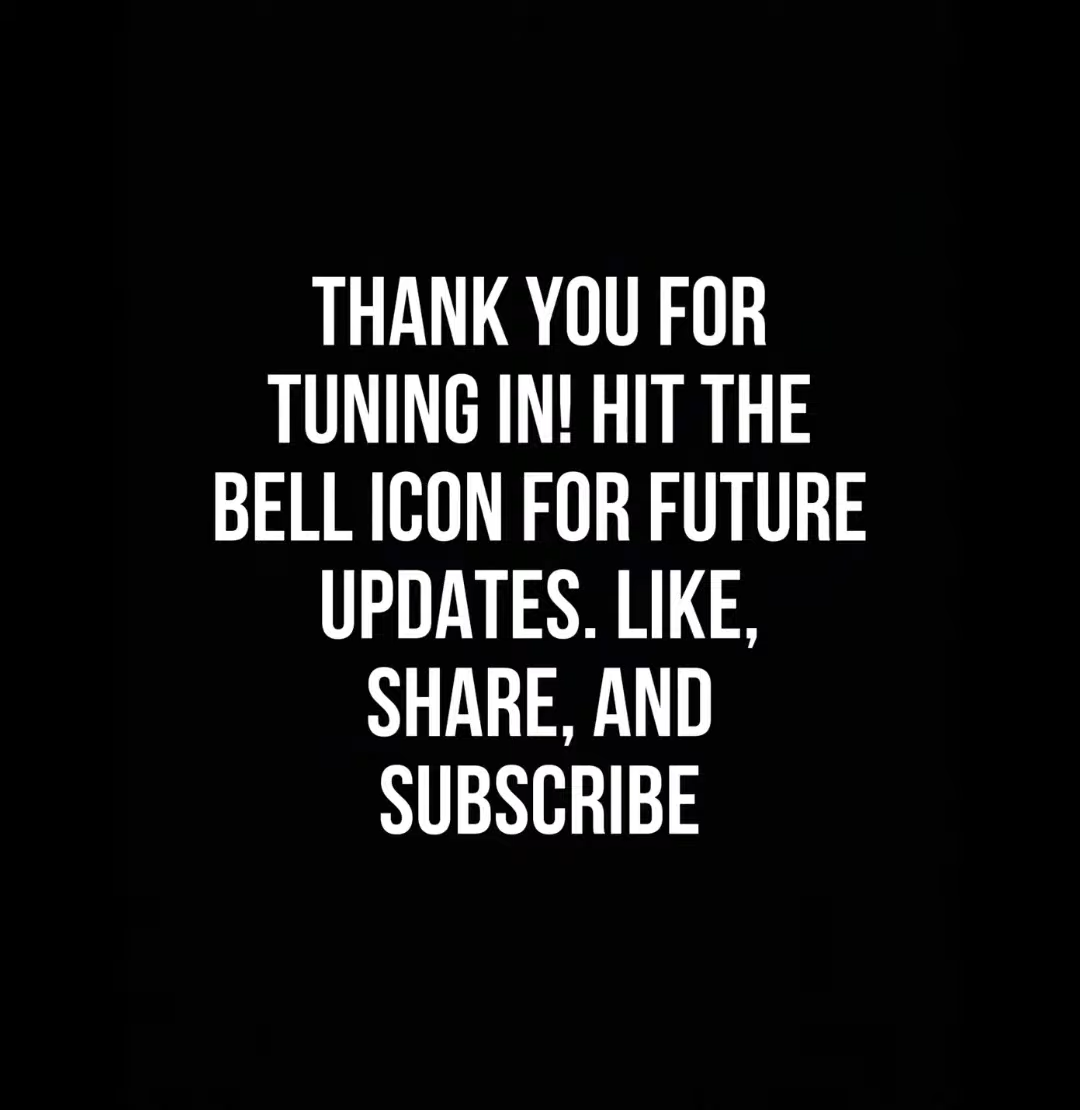 THANK YOU FOR
TUNING IN! HIT THE
BELL ICON FOR FUTURE
UPDATES. LIKE,
SHARE, AND
SUBSCRIBE